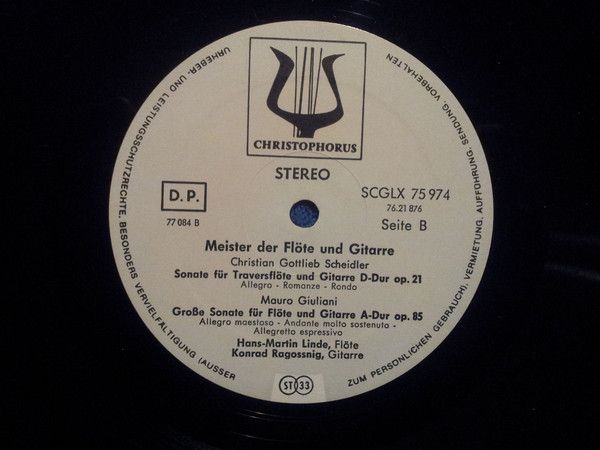 CHRISTOPHORUS
STEREO
D.P.
77 084 B
SCGLX 75 974
76.21 876
Seite B
Meister der Flöte und Gitarre
Christian Gottlieb Scheidler
Sonate für Traversflöte und Gitarre D-Dur op. 21
Allegro - Romanze - Rondo
Mauro Giuliani
Große Sonate für Flöte und Gitarre A-Dur op. 85
Allegro maestoso - Andante molto sostenuto -
Allegretto espressivo
Hans-Martin Linde, Flöte
Konrad Ragossnig, Gitarre
ST 33
URHEBER- UND LEISTUNGSSCHUTZRECHTE, BESONDERS VERVIELFÄLTIGUNG (AUSSER ZUM PERSÖNLICHEN GEBRAUCH), VERMIETUNG, AUFFÜHRUNG, SENDUNG, VORBEHALTEN